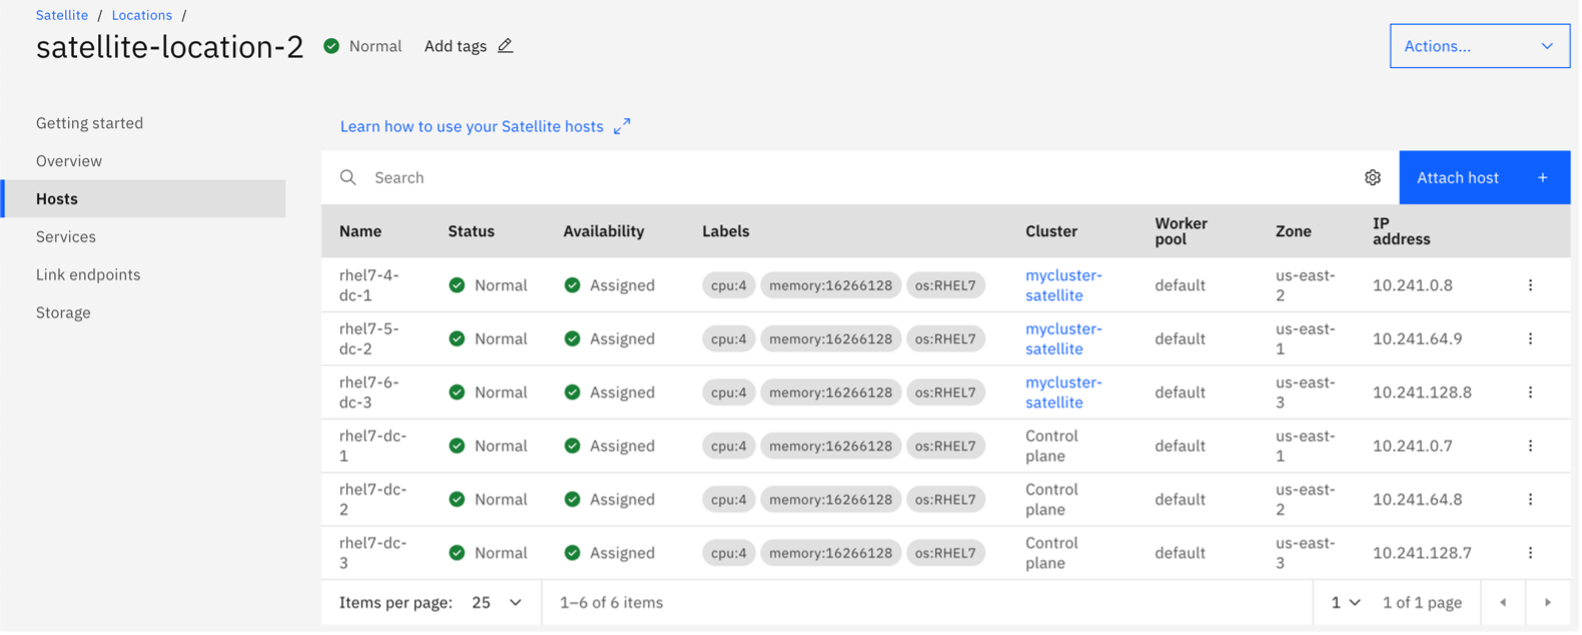 Satellite / Locations /
satellite-location-2 Normal Add tags
Actions...
Getting started
Overview
Hosts
Services
Link endpoints
Storage
Learn how to use your Satellite hosts
Search
Attach host +
Name Status Availability Labels Cluster Worker pool Zone IP address
rhel7-4-dc-1 Normal Assigned cpu:4 memory:16266128 os:RHEL7 mycluster-satellite default us-east-2 10.241.0.8
rhel7-5-dc-2 Normal Assigned cpu:4 memory:16266128 os:RHEL7 mycluster-satellite default us-east-1 10.241.64.9
rhel7-6-dc-3 Normal Assigned cpu:4 memory:16266128 os:RHEL7 mycluster-satellite default us-east-3 10.241.128.8
rhel7-dc-1 Normal Assigned cpu:4 memory:16266128 os:RHEL7 Control plane default us-east-1 10.241.0.7
rhel7-dc-2 Normal Assigned cpu:4 memory:16266128 os:RHEL7 Control plane default us-east-2 10.241.64.8
rhel7-dc-3 Normal Assigned cpu:4 memory:16266128 os:RHEL7 Control plane default us-east-3 10.241.128.7
Items per page: 25 1–6 of 6 items 1 1 of 1 page